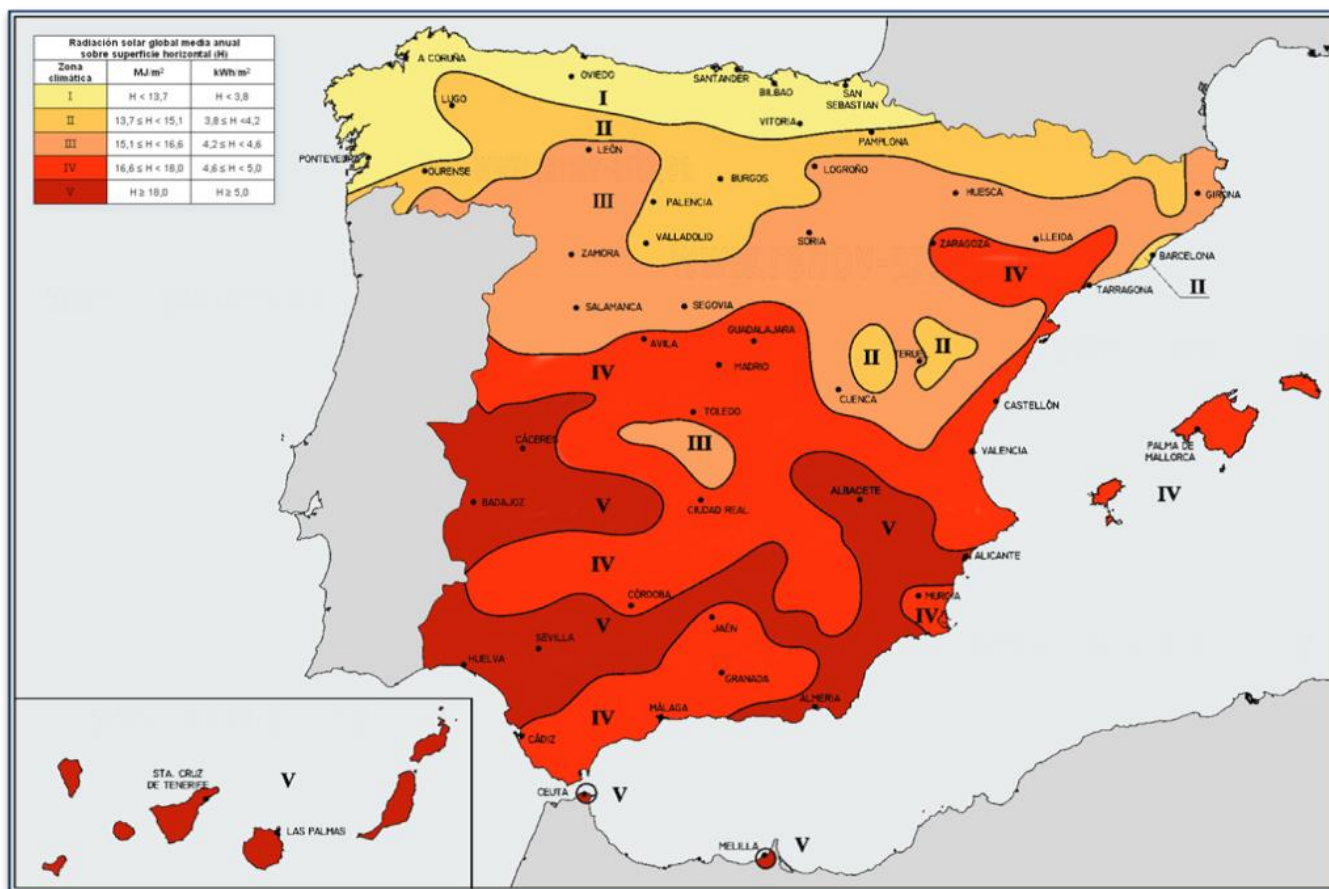 Radiación solar global media anual
sobre superficie horizontal (H)
Zona climática MJ/m² kWh/m²
I H < 13,7 H < 3,8
II 13,7 ≤ H < 15,1 3,8 ≤ H <4,2
III 15,1 ≤ H < 16,6 4,2 ≤ H < 4,6
IV 16,6 ≤ H < 18,0 4,6 ≤ H < 5,0
V H ≥ 18,0 H ≥ 5,0
A CORUÑA
OVIEDO
SANTANDER
BILBAO
SAN
SEBASTIAN
I
LUGO
VITORIA
II
PAMPLONA
LEÓN
PONTEVEDRA
OURENSE
BURGOS
LOGROÑO
HUESCA
GIRONA
III
PALENCIA
VALLADOLID
SORIA
ZARAGOZA
LLEIDA
ZAMORA
BARCELONA
IV
TARRAGONA
II
SALAMANCA
SEGOVIA
GUADALAJARA
AVILA
II
TERUEL
II
IV
MADRID
CUENCA
TOLEDO
CASTELLÓN
CÁCERES
III
VALENCIA
PALMA DE
MALLORCA
IV
BADAJOZ
V
CIUDAD REAL
ALBACETE
V
IV
ALICANTE
CÓRDOBA
MURCIA
IV
V
JAÉN
SEVILLA
HUELVA
GRANADA
ALMERIA
MÁLAGA
IV
CÁDIZ
STA. CRUZ
DE TENERIFE
V
LAS PALMAS
CEUTA
V
MELILLA
V